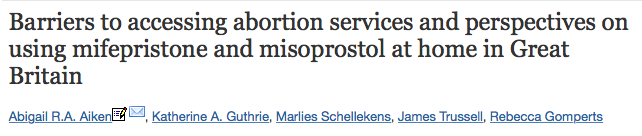 Barriers to accessing abortion services and perspectives on
using mifepristone and misoprostol at home in Great
Britain
Abigail R.A. Aiken, Katherine A. Guthrie, Marlies Schellekens, James Trussell, Rebecca Gomperts